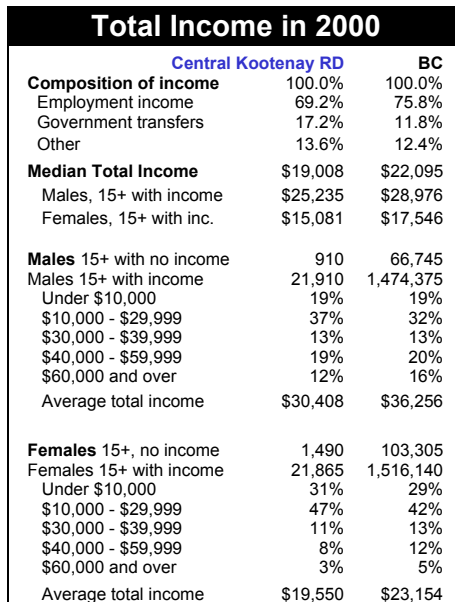 Total Income in 2000
Central Kootenay RD BC
Composition of income 100.0% 100.0%
Employment income 69.2% 75.8%
Government transfers 17.2% 11.8%
Other 13.6% 12.4%
Median Total Income $19,008 $22,095
Males, 15+ with income $25,235 $28,976
Females, 15+ with inc. $15,081 $17,546
Males 15+ with no income 910 66,745
Males 15+ with income 21,910 1,474,375
Under $10,000 19% 19%
$10,000 - $29,999 37% 32%
$30,000 - $39,999 13% 13%
$40,000 - $59,999 19% 20%
$60,000 and over 12% 16%
Average total income $30,408 $36,256
Females 15+, no income 1,490 103,305
Females 15+ with income 21,865 1,516,140
Under $10,000 31% 29%
$10,000 - $29,999 47% 42%
$30,000 - $39,999 11% 13%
$40,000 - $59,999 8% 12%
$60,000 and over 3% 5%
Average total income $19,550 $23,154